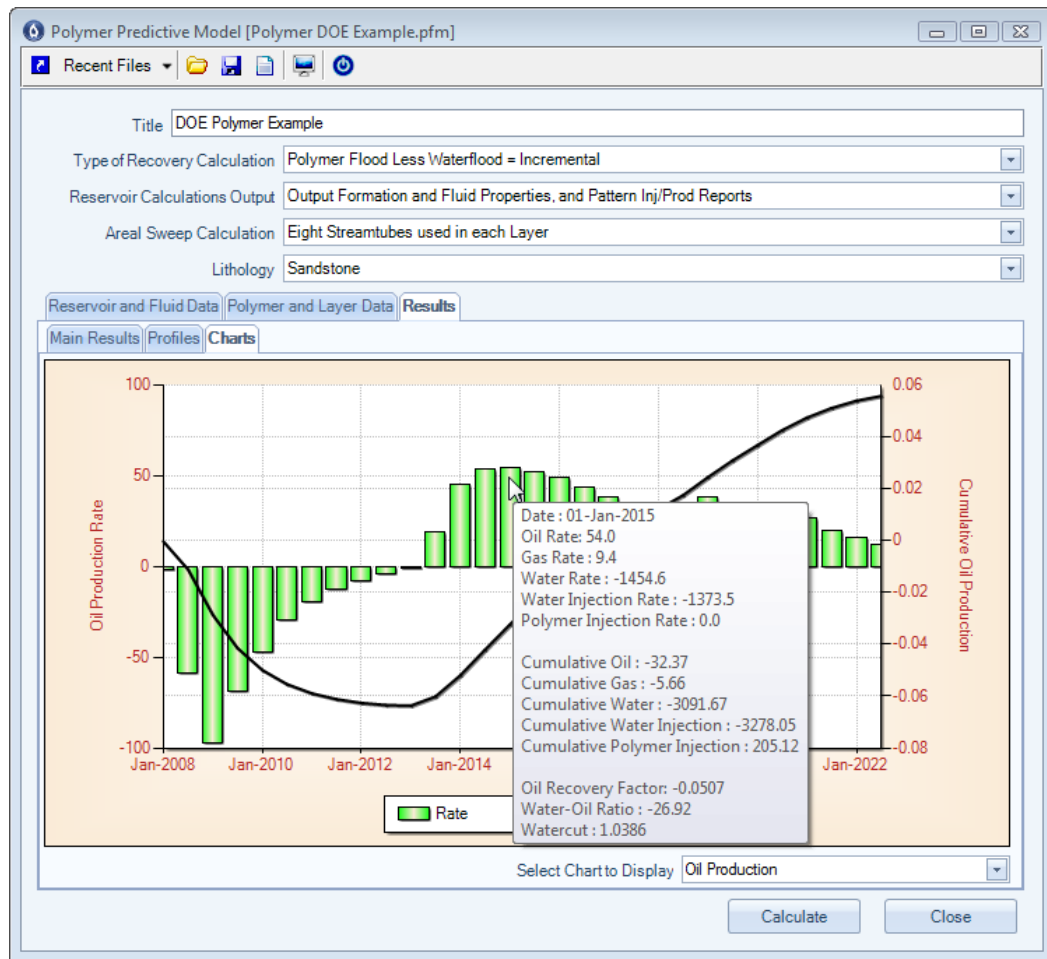 Polymer Predictive Model [Polymer DOE Example.pfm]
Recent Files
Title DOE Polymer Example
Type of Recovery Calculation Polymer Flood Less Waterflood = Incremental
Reservoir Calculations Output Output Formation and Fluid Properties, and Pattern Inj/Prod Reports
Areal Sweep Calculation Eight Streamtubes used in each Layer
Lithology Sandstone
Reservoir and Fluid Data Polymer and Layer Data Results
Main Results Profiles Charts
Oil Production Rate
100
50
0
-50
-100
0.06
0.04
0.02
0
-0.02
-0.04
-0.06
-0.08
Cumulative Oil Production
Jan-2008 Jan-2010 Jan-2012 Jan-2014 Jan-2022
Date : 01-Jan-2015
Oil Rate: 54.0
Gas Rate : 9.4
Water Rate : -1454.6
Water Injection Rate : -1373.5
Polymer Injection Rate : 0.0
Cumulative Oil : -32.37
Cumulative Gas : -5.66
Cumulative Water : -3091.67
Cumulative Water Injection : -3278.05
Cumulative Polymer Injection : 205.12
Oil Recovery Factor: -0.0507
Water-Oil Ratio : -26.92
Watercut : 1.0386
Rate
Select Chart to Display Oil Production
Calculate Close